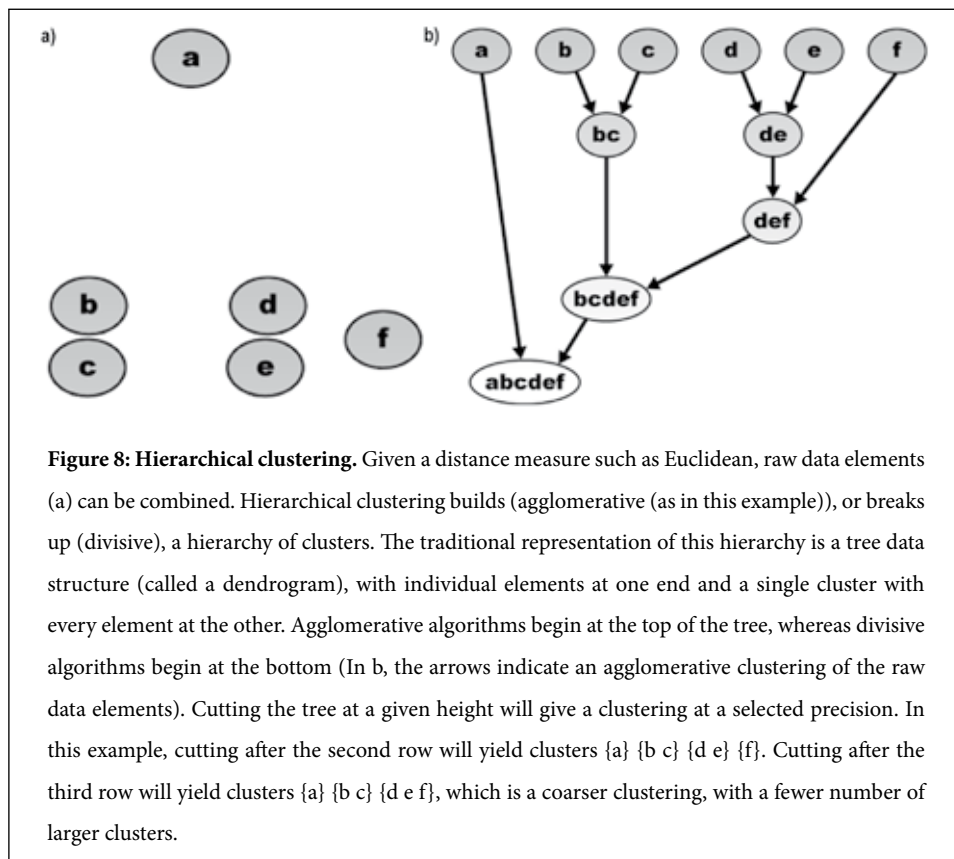 a)
a
b
c
d
e
f
b)
a b c d e f
bc de
def
bcdef
abcdef
Figure 8: Hierarchical clustering. Given a distance measure such as Euclidean, raw data elements
(a) can be combined. Hierarchical clustering builds (agglomerative (as in this example)), or breaks
up (divisive), a hierarchy of clusters. The traditional representation of this hierarchy is a tree data
structure (called a dendrogram), with individual elements at one end and a single cluster with
every element at the other. Agglomerative algorithms begin at the top of the tree, whereas divisive
algorithms begin at the bottom (In b, the arrows indicate an agglomerative clustering of the raw
data elements). Cutting the tree at a given height will give a clustering at a selected precision. In
this example, cutting after the second row will yield clusters {a} {b c} {d e} {f}. Cutting after the
third row will yield clusters {a} {b c} {d e f}, which is a coarser clustering, with a fewer number of
larger clusters.